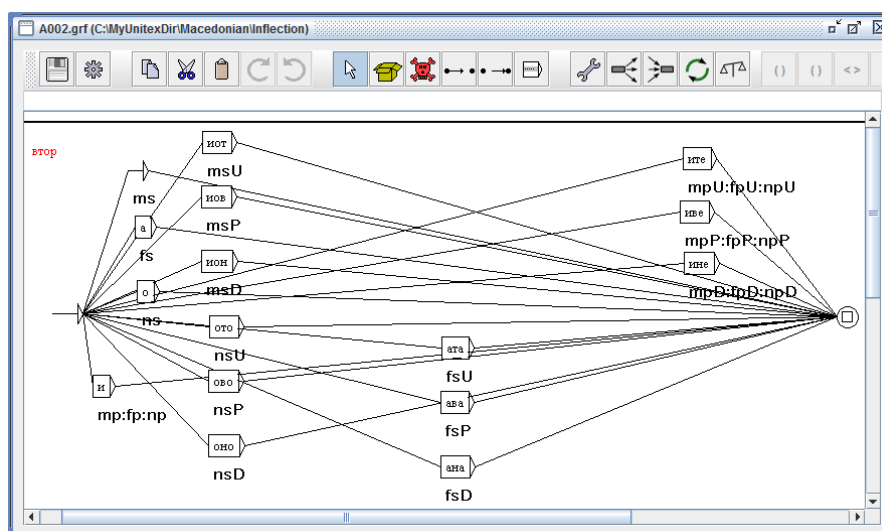 A002.grf (C:\MyUnitexDir\Macedonian\Inflection)
втор
иот
msU
ms
иов
msP
а
fs
ион
msD
о
ns
ото
nsU
и
mp:fp:np
ово
nsP
оно
nsD
ата
fsU
ава
fsP
ана
fsD
ите
mpU:fpU:npU
иве
mpP:fpP:npP
ине
mpD:fpD:npD